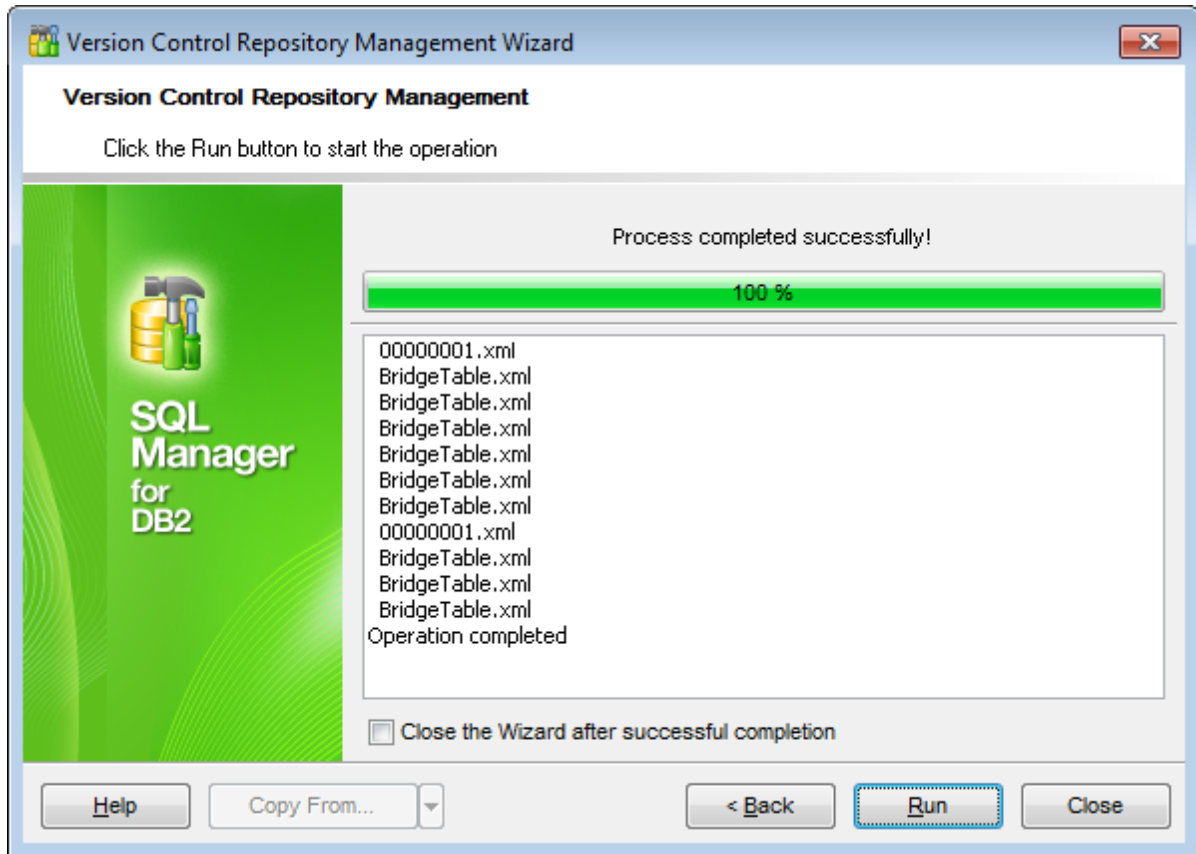 Version Control Repository Management Wizard
Version Control Repository Management
Click the Run button to start the operation
Process completed successfully!
100 %
00000001.xml
BridgeTable.xml
BridgeTable.xml
BridgeTable.xml
BridgeTable.xml
BridgeTable.xml
BridgeTable.xml
00000001.xml
BridgeTable.xml
BridgeTable.xml
BridgeTable.xml
Operation completed
SQL
Manager
for
DB2
Close the Wizard after successful completion
Help
Copy From...
< Back
Run
Close